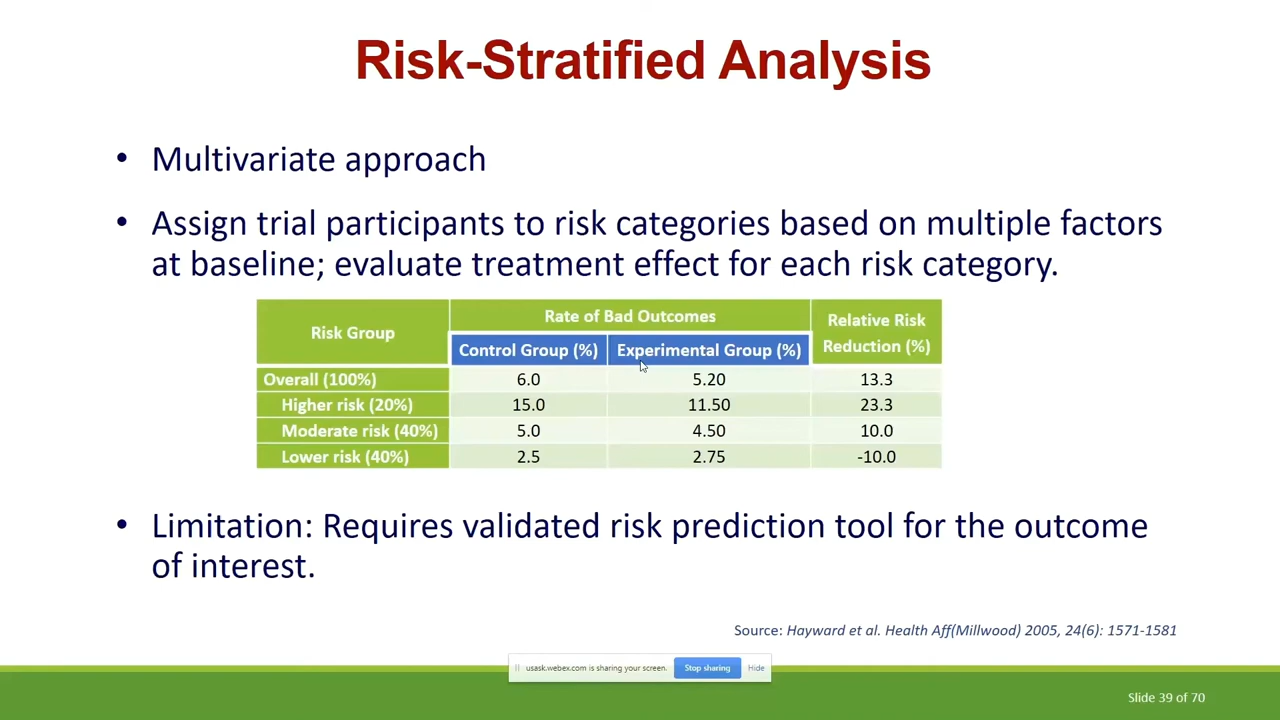 Risk-Stratified Analysis
• Multivariate approach
• Assign trial participants to risk categories based on multiple factors
at baseline; evaluate treatment effect for each risk category.
Risk Group Rate of Bad Outcomes Relative Risk Reduction (%)
Control Group (%) Experimental Group (%)
Overall (100%) 6.0 5.20 13.3
Higher risk (20%) 15.0 11.50 23.3
Moderate risk (40%) 5.0 4.50 10.0
Lower risk (40%) 2.5 2.75 -10.0
• Limitation: Requires validated risk prediction tool for the outcome
of interest.
Source: Hayward et al. Health Aff(Millwood) 2005, 24(6): 1571-1581
usask.webex.com is sharing your screen. Stop sharing Hide
Slide 39 of 70